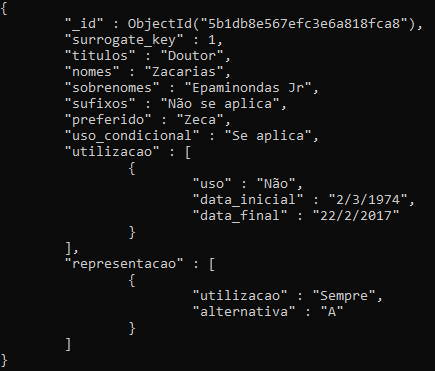 {
"_id" : ObjectId("5b1db8e567efc3e6a818fca8"),
"surrogate_key" : 1,
"titulos" : "Doutor",
"nomes" : "Zacarias",
"sobrenomes" : "Epaminondas Jr",
"sufixos" : "Não se aplica",
"preferido" : "Zeca",
"uso_condicional" : "Se aplica",
"utilizacao" : [
{
"uso" : "Não",
"data_inicial" : "2/3/1974",
"data_final" : "22/2/2017"
}
],
"representacao" : [
{
"utilizacao" : "Sempre",
"alternativa" : "A"
}
]
}